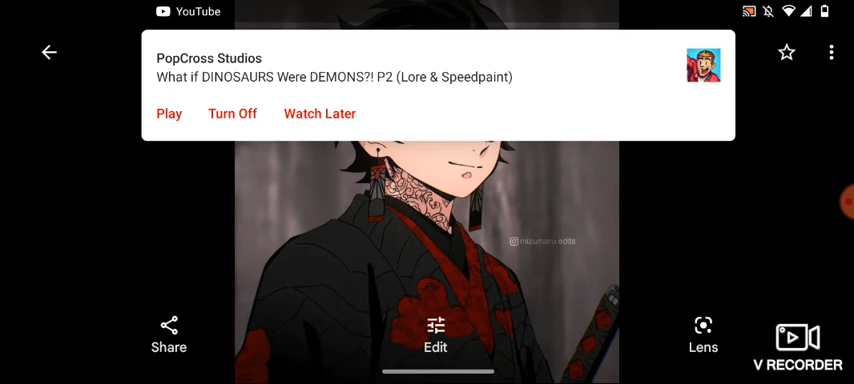 YouTube
PopCross Studios
What if DINOSAURS Were DEMONS?! P2 (Lore & Speedpaint)
Play Turn Off Watch Later
mizumaru.edits
Share Edit Lens
V RECORDER